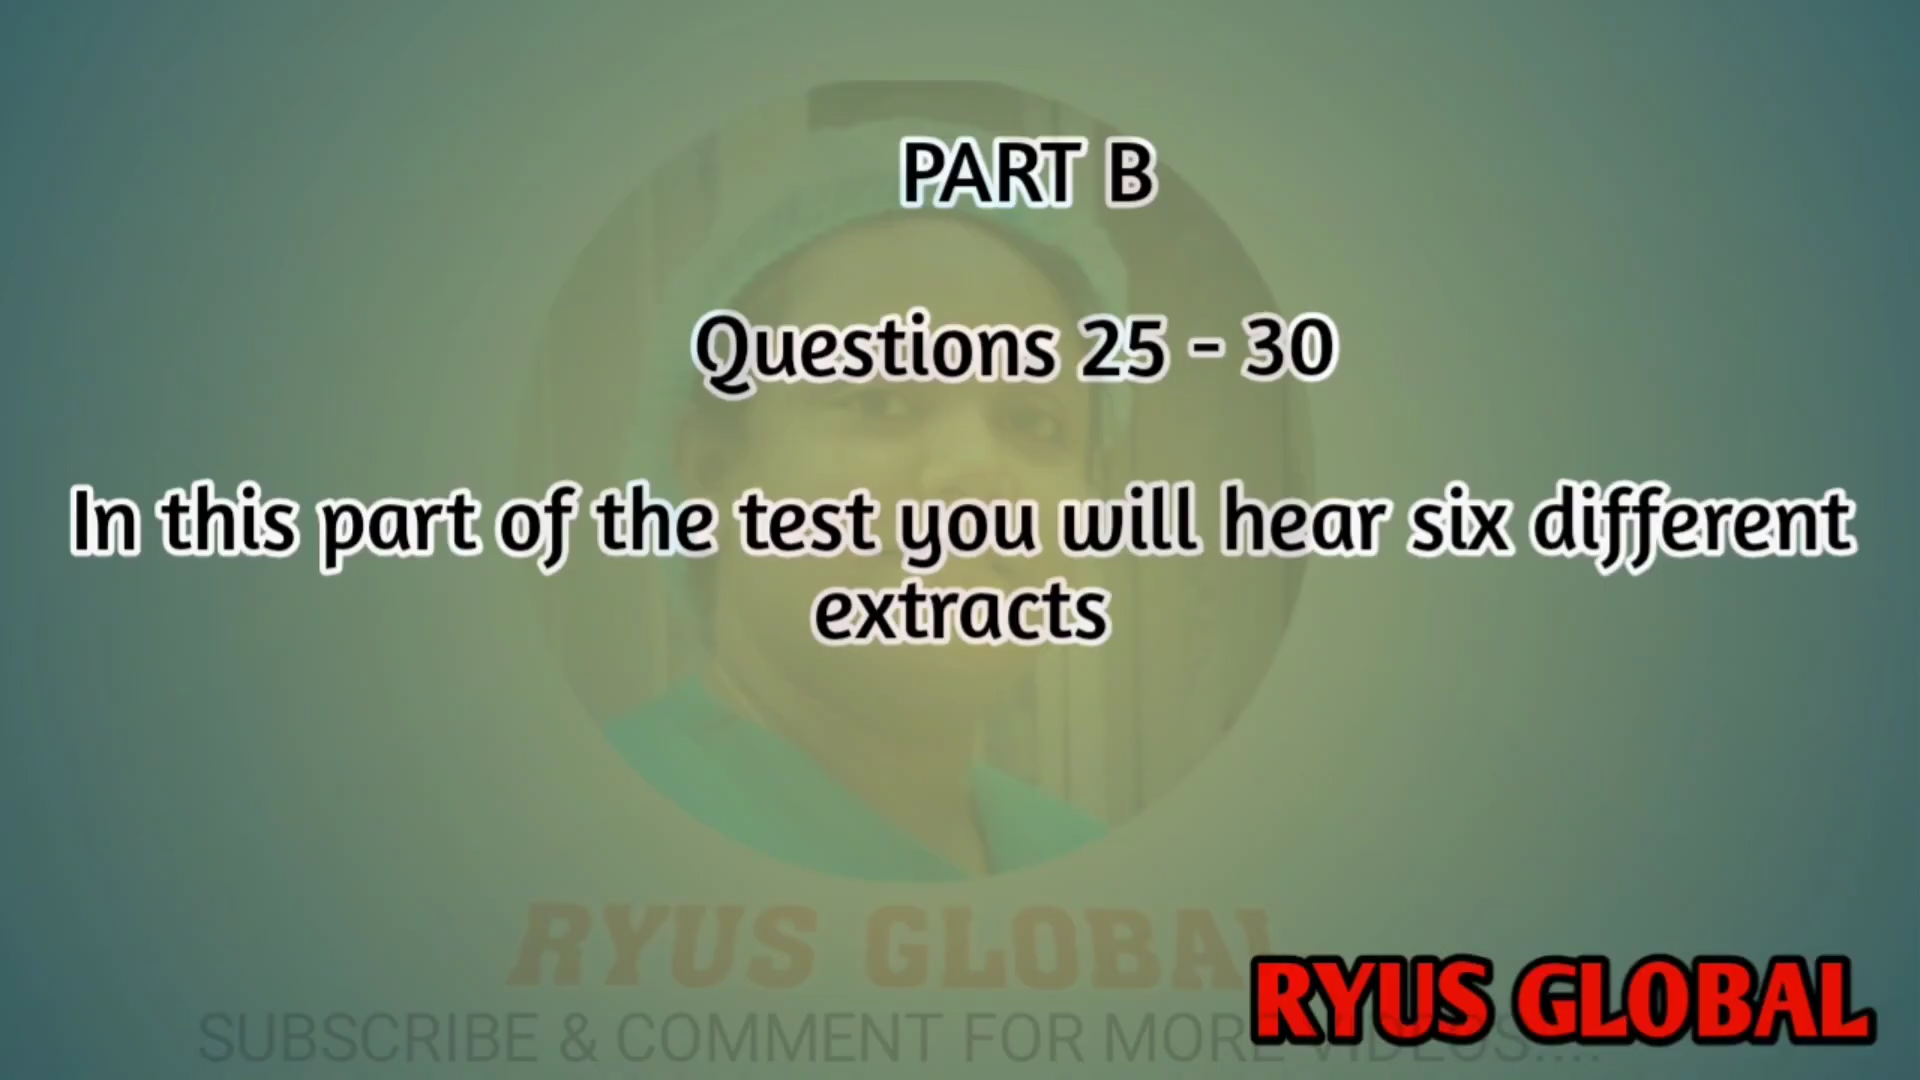 PART B
Questions 25 - 30
In this part of the test you will hear six different
extracts
RYUS GLOBAL
RYUS GLOBAL
SUBSCRIBE & COMMENT FOR MORE VIDEOS....